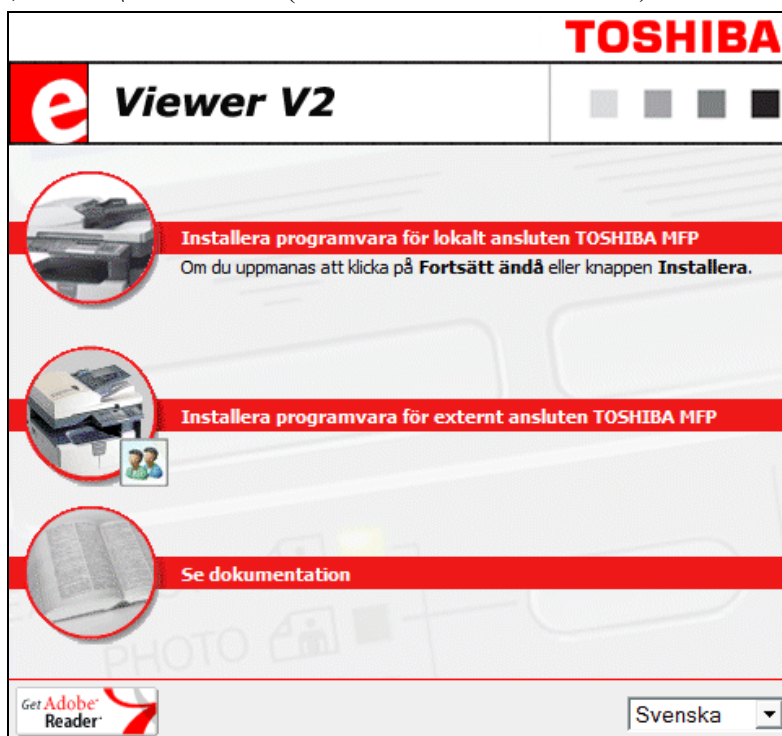 TOSHIBA
e Viewer V2
Installera programvara för lokalt ansluten TOSHIBA MFP
Om du uppmanas att klicka på Fortsätt ändå eller knappen Installera.
Installera programvara för externt ansluten TOSHIBA MFP
Se dokumentation
PHOTO
Get Adobe Reader
Svenska